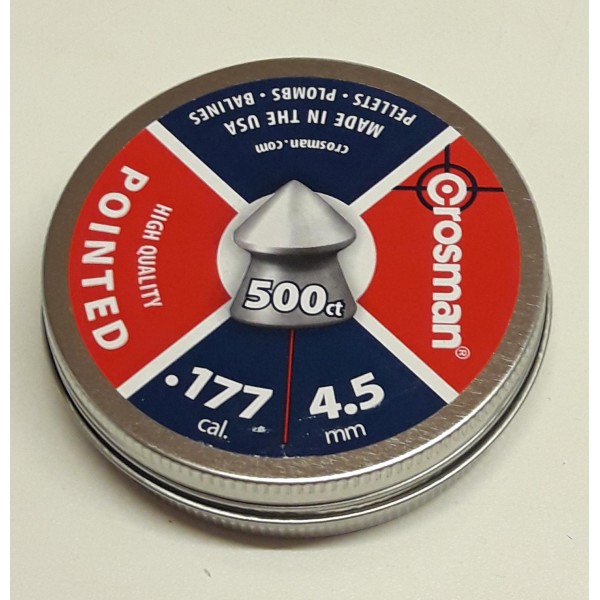 PELLETS • PLOMBS • BALINES
MADE IN THE USA
crosman.com
HIGH QUALITY
POINTED
crosman®
500ct
.177
cal.
4.5
mm